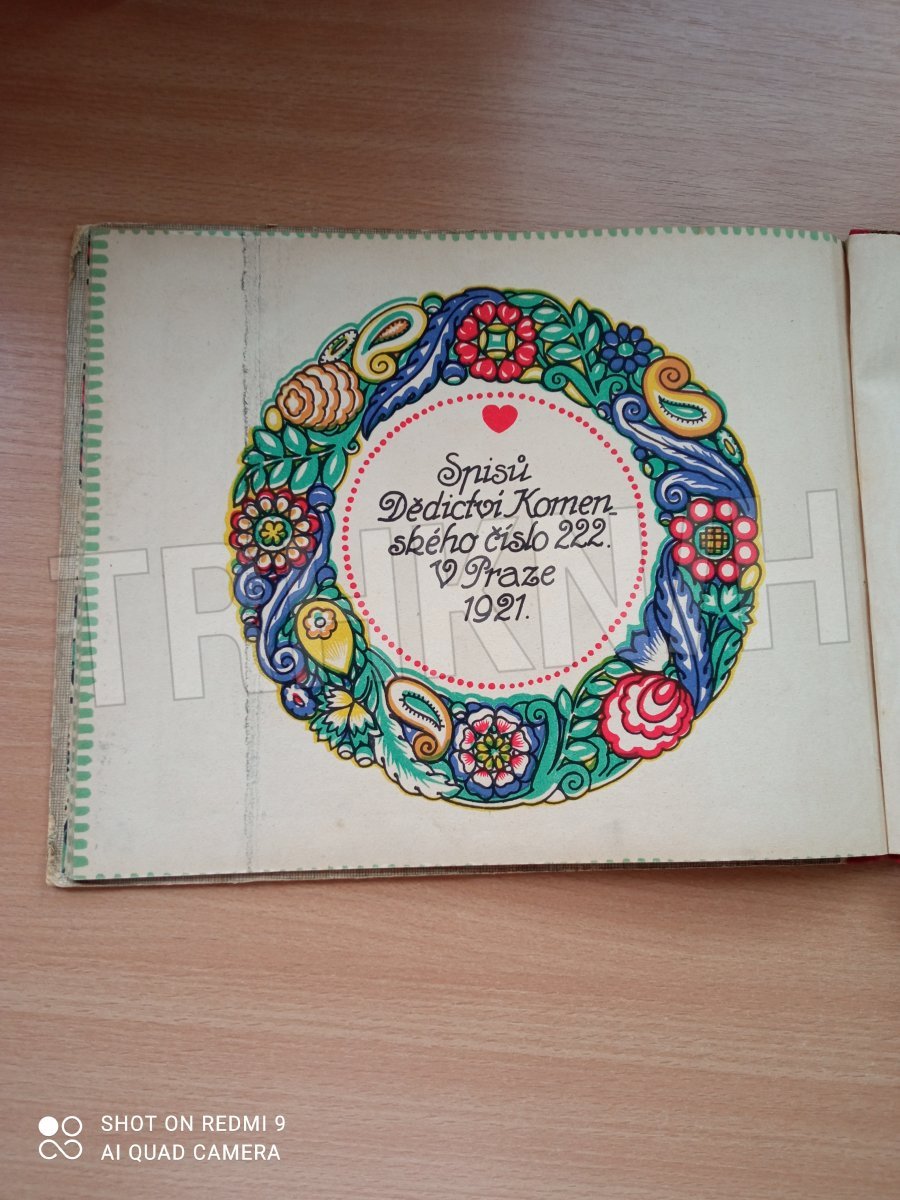 Spisů
Dědictví Komen-
ského číslo 222.
V Praze
1921.
SHOT ON REDMI 9
AI QUAD CAMERA